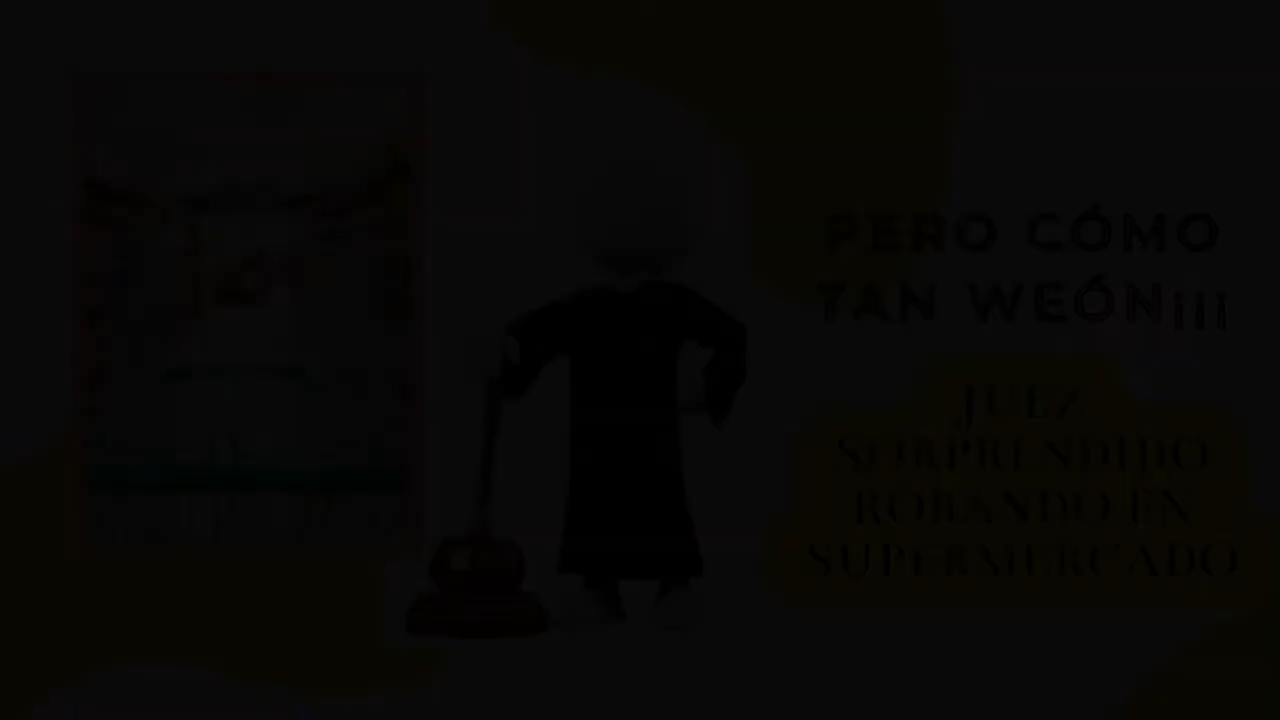 PERO CÓMO
TAN WEÓN¡¡¡
JUEZ
SORPRENDIDO
ROBANDO EN
SUPERMERCADO